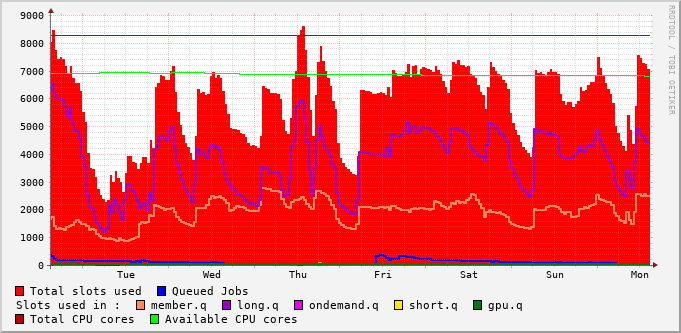 9000
8000
7000
6000
5000
4000
3000
2000
1000
0
Tue Wed Thu Fri Sat Sun Mon
RRDTOOL / TOBI OETIKER
Total slots used Queued Jobs
Slots used in : member.q long.q ondemand.q short.q gpu.q
Total CPU cores Available CPU cores